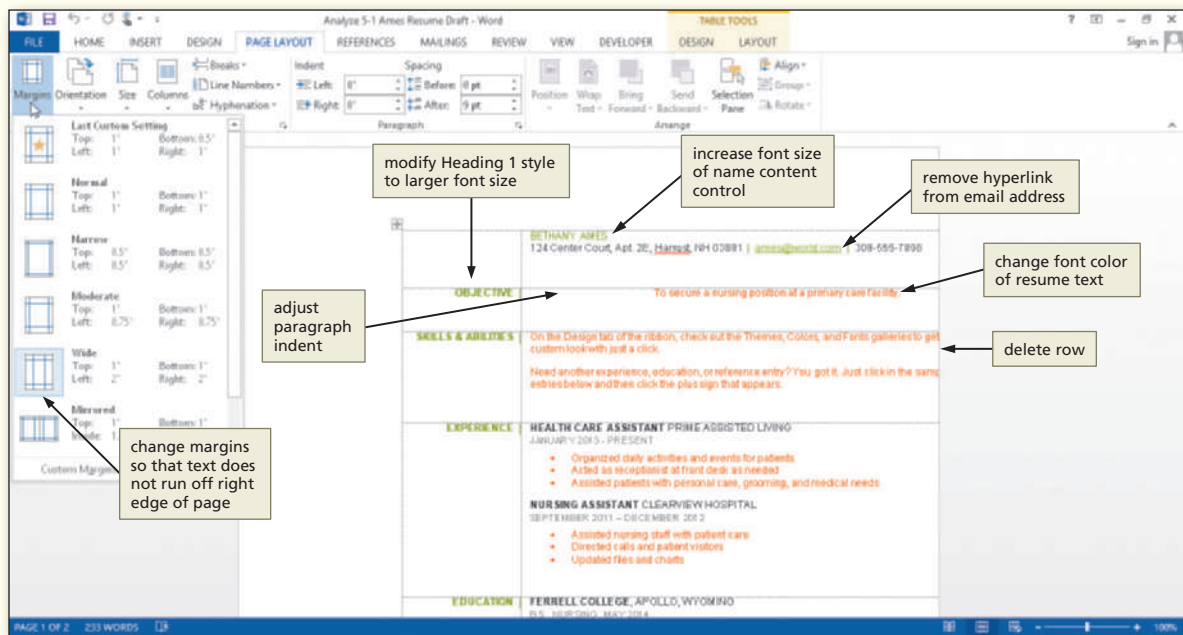 Analyze 5-1 Ames Resume Draft - Word
TABLE TOOLS
FILE HOME INSERT DESIGN PAGE LAYOUT REFERENCES MAILINGS REVIEW VIEW DEVELOPER DESIGN LAYOUT Sign in
Margins Orientation Size Columns
Breaks
Line Numbers
Hyphenation
Indent
Left: 0"
Right: 0"
Spacing
Before: 0 pt
After: 9 pt
Paragraph
Position
Wrap Text
Bring Forward
Send Backward
Selection Pane
Align
Group
Rotate
Arrange
Last Custom Setting
Top: 1" Bottom: 0.5"
Left: 1" Right: 1"
Normal
Top: 1" Bottom: 1"
Left: 1" Right: 1"
Narrow
Top: 0.5" Bottom: 0.5"
Left: 0.5" Right: 0.5"
Moderate
Top: 1" Bottom: 1"
Left: 0.75" Right: 0.75"
Wide
Top: 1" Bottom: 1"
Left: 2" Right: 2"
Mirrored
Top: 1" Bottom: 1"
Inside: 1
Custom Margins
modify Heading 1 style
to larger font size
increase font size
of name content
control
remove hyperlink
from email address
change font color
of resume text
adjust
paragraph
indent
delete row
change margins
so that text does
not run off right
edge of page
BETHANY AMES
124 Center Court, Apt. 2E, NH 03891 | ames@world.com | 309-555-7890
OBJECTIVE To secure a nursing position at a primary care facility.
SKILLS & ABILITIES On the Design tab of the ribbon, check out the Themes, Colors, and Fonts galleries to get
custom look with just a click.
Need another experience, education, or reference entry? You got it. Just click in the samp
entries below and then click the plus sign that appears.
EXPERIENCE HEALTH CARE ASSISTANT PRIME ASSISTED LIVING
JANUARY 2013 - PRESENT
• Organized daily activities and events for patients
• Acted as receptionist at front desk as needed
• Assisted patients with personal care, grooming, and medical needs
NURSING ASSISTANT CLEARVIEW HOSPITAL
SEPTEMBER 2011 – DECEMBER 2012
• Assisted nursing staff with patient care
• Directed calls and patient visitors
• Updated files and charts
EDUCATION FERRELL COLLEGE, APOLLO, WYOMING
B.S. NURSING, MAY 2014
PAGE 1 OF 2 233 WORDS 100%